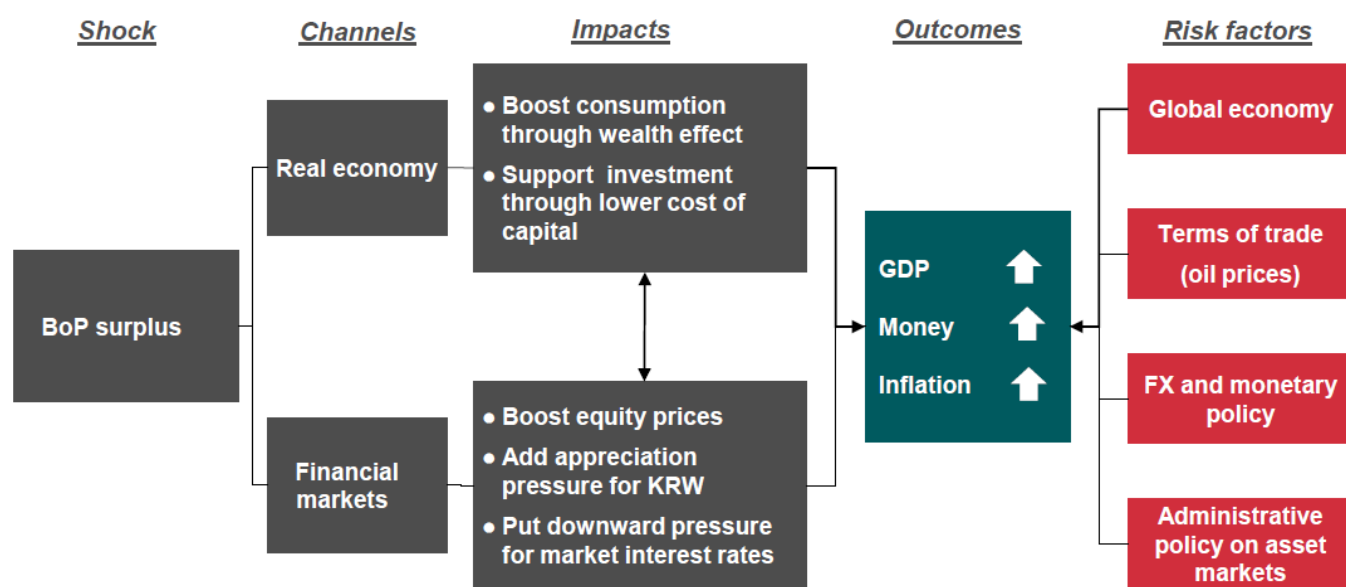 Shock
Channels
Impacts
Outcomes
Risk factors
BoP surplus
Real economy
Financial
markets
● Boost consumption
through wealth effect
● Support investment
through lower cost of
capital
● Boost equity prices
● Add appreciation
pressure for KRW
● Put downward pressure
for market interest rates
GDP
Money
Inflation
Global economy
Terms of trade
(oil prices)
FX and monetary
policy
Administrative
policy on asset
markets